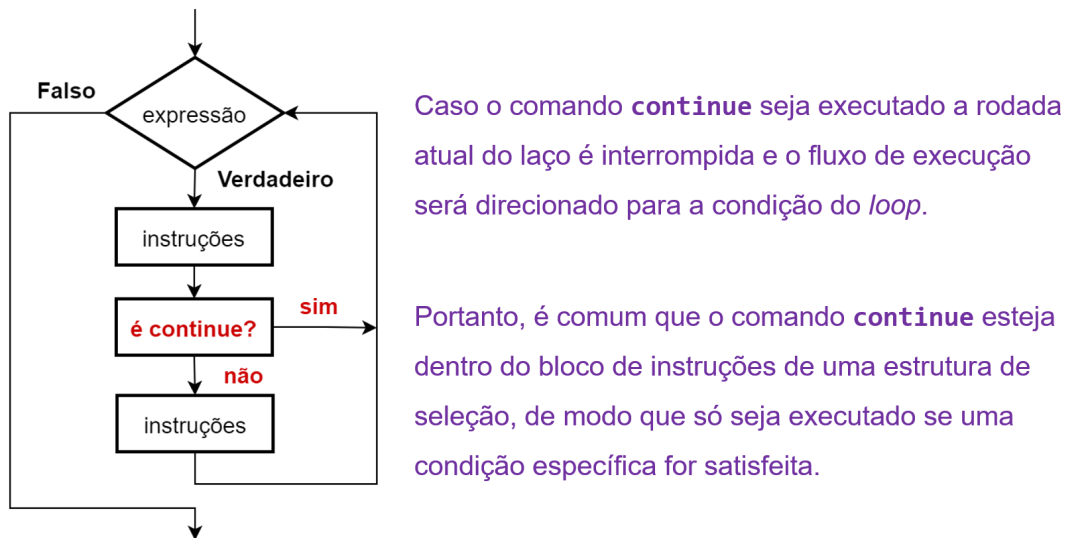 Falso
expressão
Verdadeiro
instruções
é continue?
sim
não
instruções
Caso o comando continue seja executado a rodada
atual do laço é interrompida e o fluxo de execução
será direcionado para a condição do loop.
Portanto, é comum que o comando continue esteja
dentro do bloco de instruções de uma estrutura de
seleção, de modo que só seja executado se uma
condição específica for satisfeita.